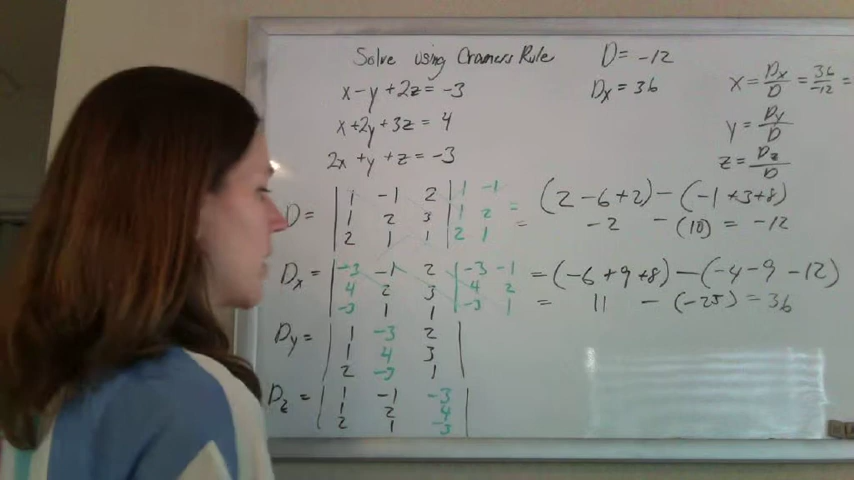 Solve using Cramers Rule
x - y + 2z = -3
x + 2y + 3z = 4
2x + y + z = -3
D = -12
Dx = 36
x = Dx/D = 36/-12 =
y = Dy/D
z = Dz/D
D = | 1 -1 2 | 1 -1
1 2 3 | 1 2
2 1 1 | 2 1
= (2 - 6 + 2) - (-1 + 3 + 8)
= -2 - (10) = -12
Dx = | -3 -1 2 | -3 -1
4 2 3 | 4 2
-3 1 1 | -3 1
= (-6 + 9 + 8) - (-4 - 9 - 12)
= 11 - (-25) = 36
Dy = | 1 -3 2 |
1 4 3
2 -3 1
Dz = | 1 -1 -3 |
1 2 4
2 1 -3